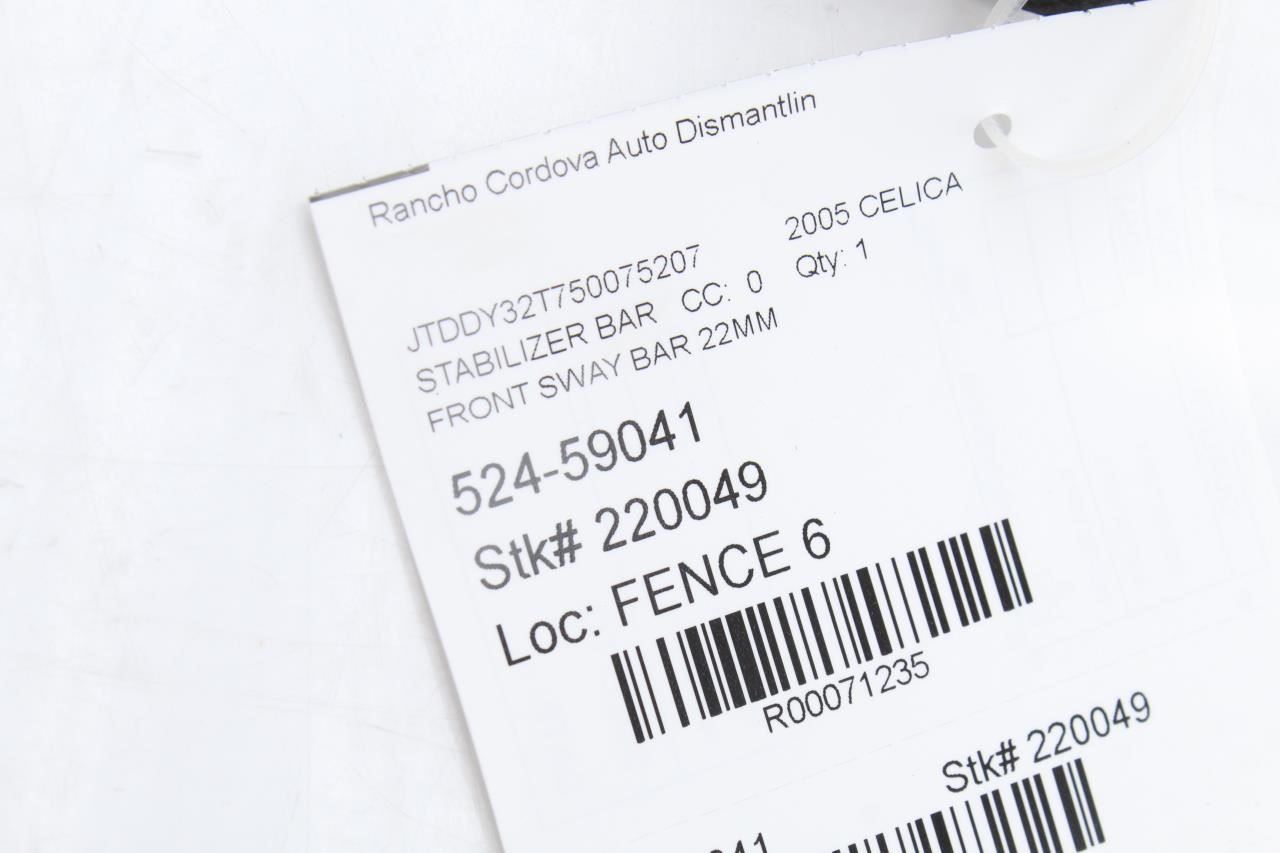 Rancho Cordova Auto Dismantlin
JTDDY32T750075207 2005 CELICA
STABILIZER BAR CC: 0 Qty: 1
FRONT SWAY BAR 22MM
524-59041
Stk# 220049
Loc: FENCE 6
R00071235
Stk# 220049